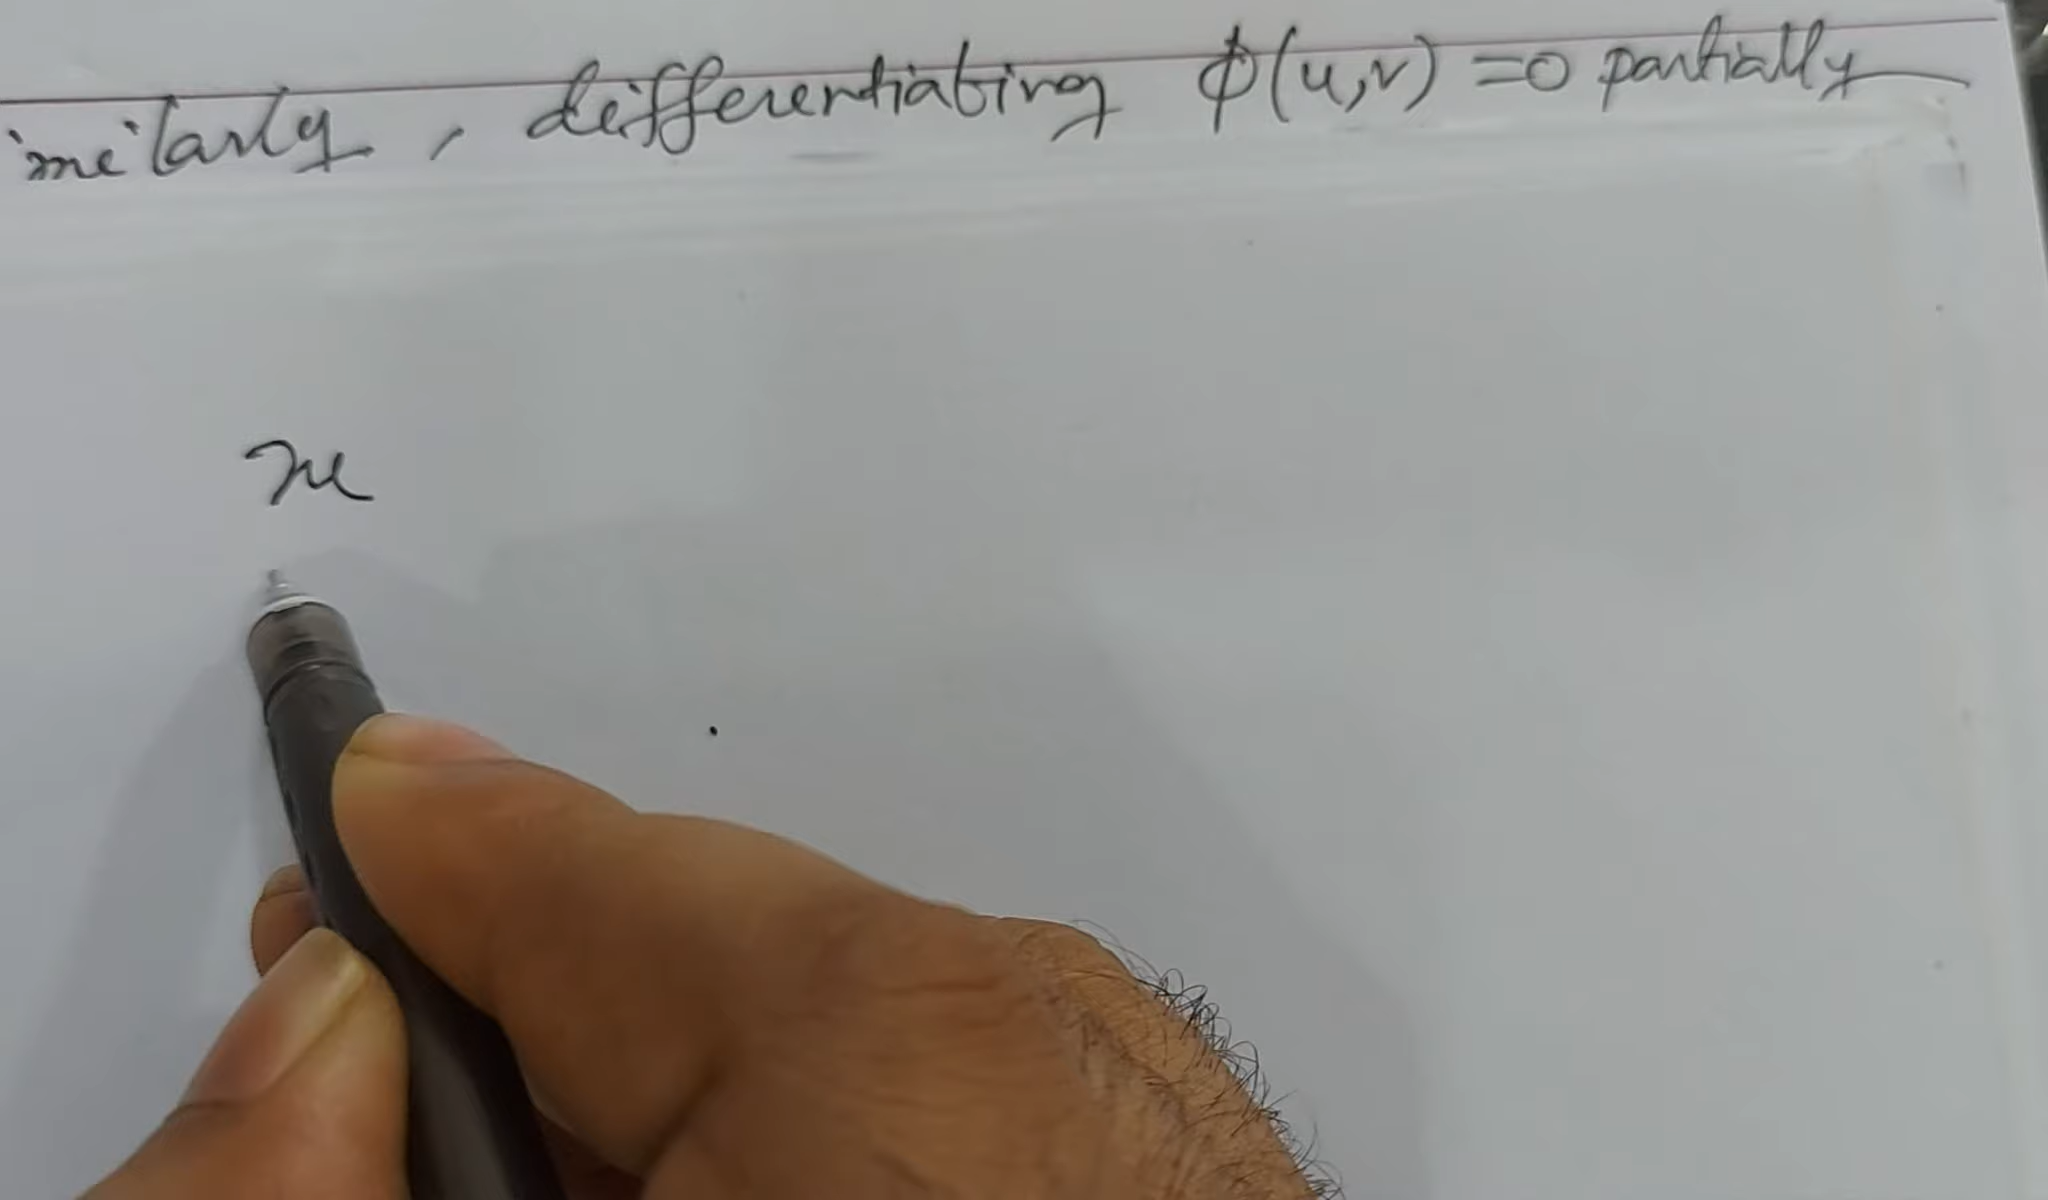 imilarly, differentiating ϕ(u,v) =0 partially
x